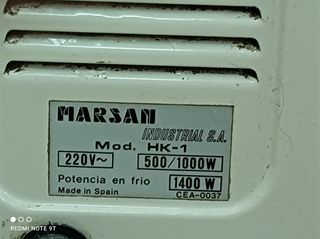 MARSAN
INDUSTRIAL S.A.
Mod. HK-1
220V~ 500/1000W
Potencia en frio 1400 W
Made in Spain CEA-0037
REDMI NOTE 9T